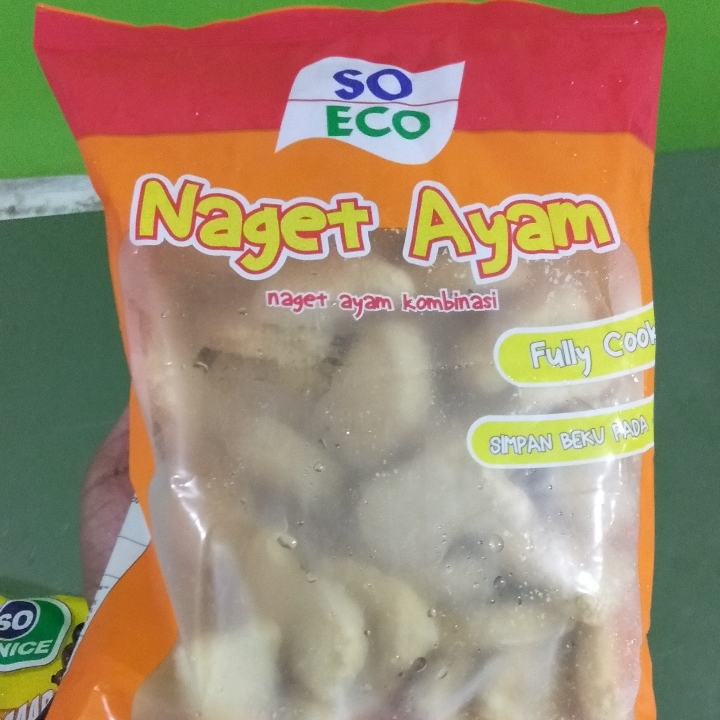 SO
ECO
Naget Ayam
naget ayam kombinasi
Fully Cook
SIMPAN BEKU PADA
SO
NICE